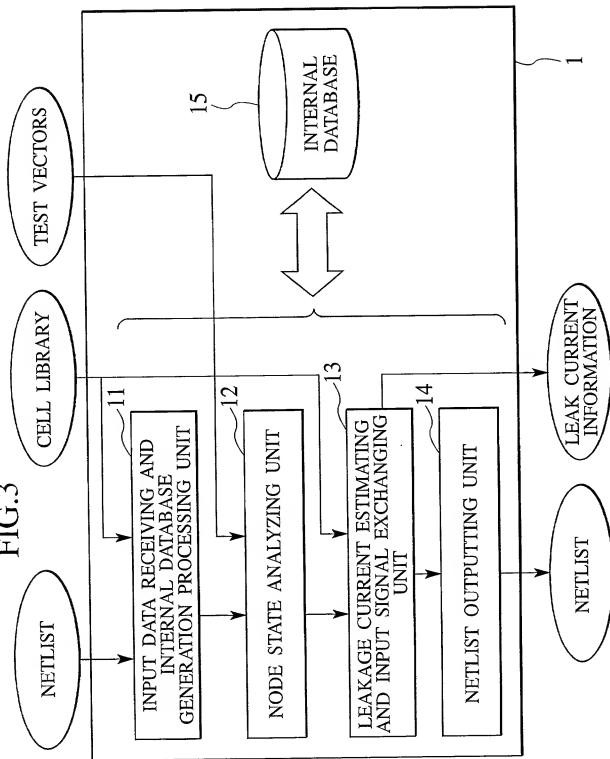 FIG.3
NETLIST
CELL LIBRARY
TEST VECTORS
11
INPUT DATA RECEIVING AND
INTERNAL DATABASE
GENERATION PROCESSING UNIT
12
NODE STATE ANALYZING UNIT
13
LEAKAGE CURRENT ESTIMATING
AND INPUT SIGNAL EXCHANGING
UNIT
14
NETLIST OUTPUTTING UNIT
15
INTERNAL
DATABASE
1
NETLIST
LEAK CURRENT
INFORMATION